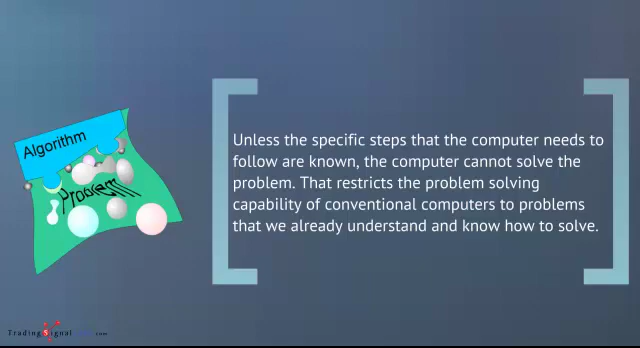 Algorithm
Problem
Unless the specific steps that the computer needs to
follow are known, the computer cannot solve the
problem. That restricts the problem solving
capability of conventional computers to problems
that we already understand and know how to solve.
TradingSignal .com